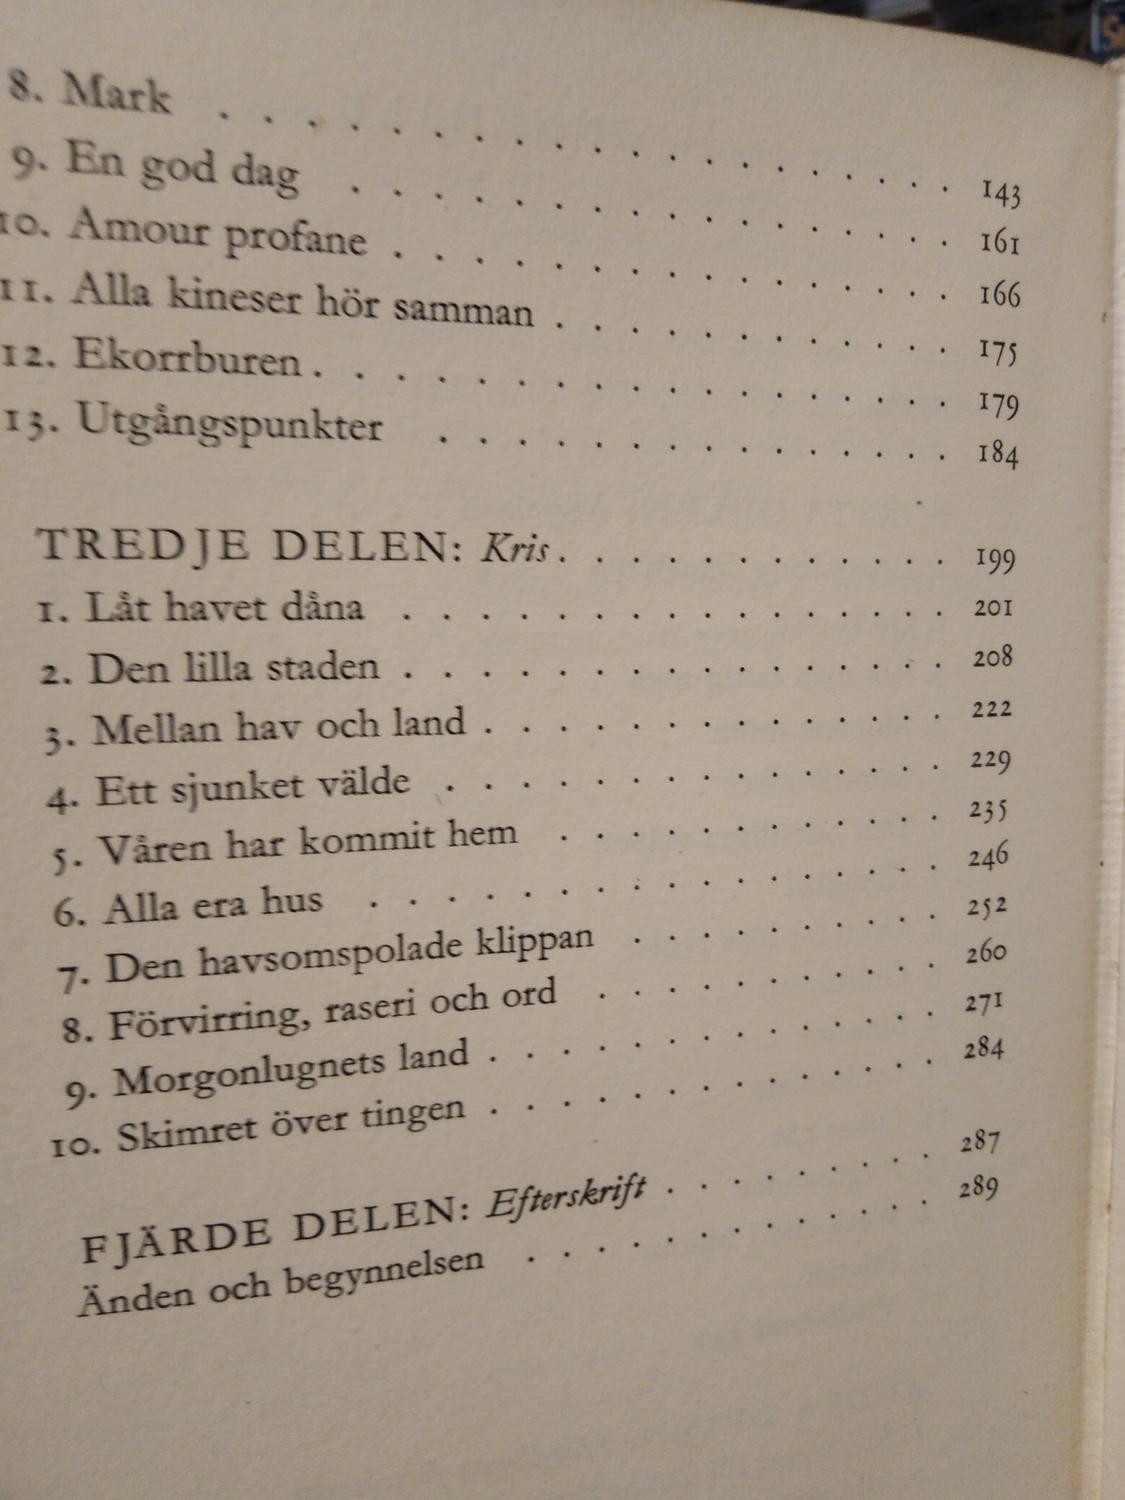 8. Mark . . . . . . . . . . . . . . . . . . . 143
9. En god dag . . . . . . . . . . . . . . . . 161
10. Amour profane . . . . . . . . . . . . . . . 166
11. Alla kineser hör samman . . . . . . . . . . . 175
12. Ekorrburen . . . . . . . . . . . . . . . . . 179
13. Utgångspunkter . . . . . . . . . . . . . . 184
TREDJE DELEN: Kris . . . . . . . . . . . 199
1. Låt havet dåna . . . . . . . . . . . . . . . 201
2. Den lilla staden . . . . . . . . . . . . . . . 208
3. Mellan hav och land . . . . . . . . . . . . . 222
4. Ett sjunket välde . . . . . . . . . . . . . . 229
5. Våren har kommit hem . . . . . . . . . . . 235
6. Alla era hus . . . . . . . . . . . . . . . . 246
7. Den havsomspolade klippan . . . . . . . . . 252
8. Förvirring, raseri och ord . . . . . . . . . . 260
9. Morgonlugnets land . . . . . . . . . . . . . 271
10. Skimret över tingen . . . . . . . . . . . . . 284
FJÄRDE DELEN: Efterskrift . . . . . . . . . 287
Änden och begynnelsen . . . . . . . . . . . . 289